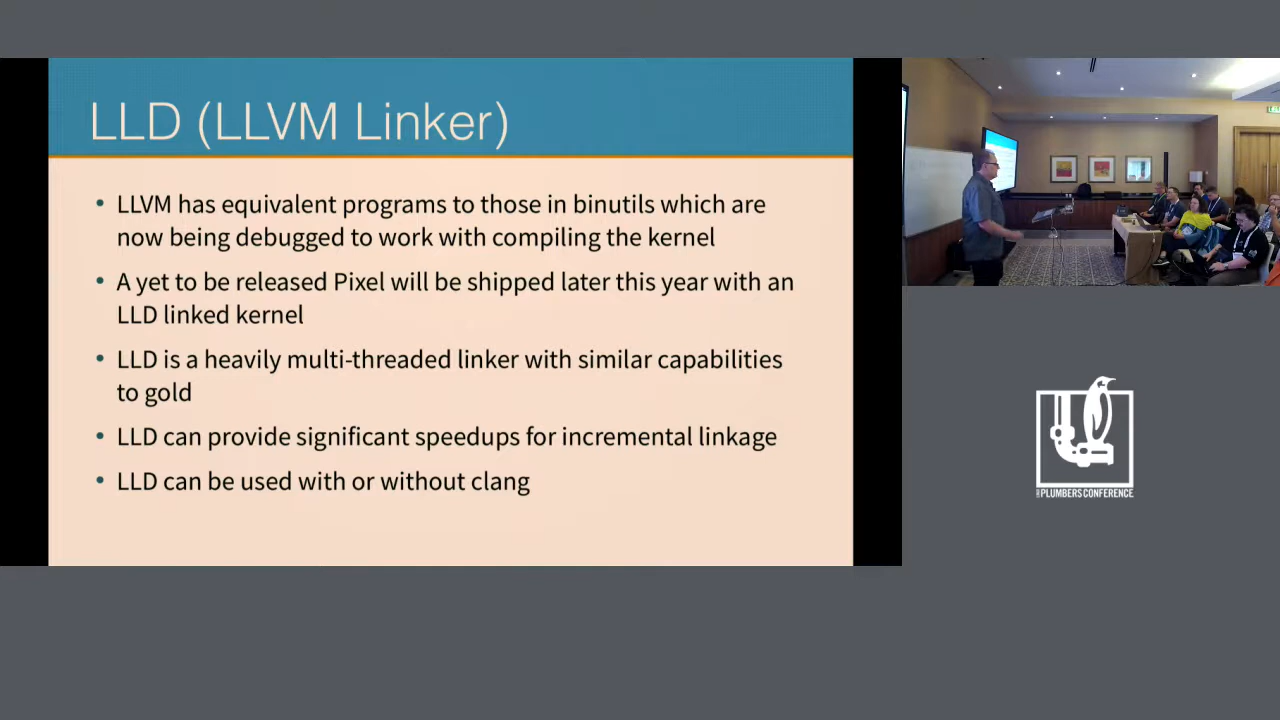 LLD (LLVM Linker)
• LLVM has equivalent programs to those in binutils which are
now being debugged to work with compiling the kernel
• A yet to be released Pixel will be shipped later this year with an
LLD linked kernel
• LLD is a heavily multi-threaded linker with similar capabilities
to gold
• LLD can provide significant speedups for incremental linkage
• LLD can be used with or without clang
PLUMBERS CONFERENCE